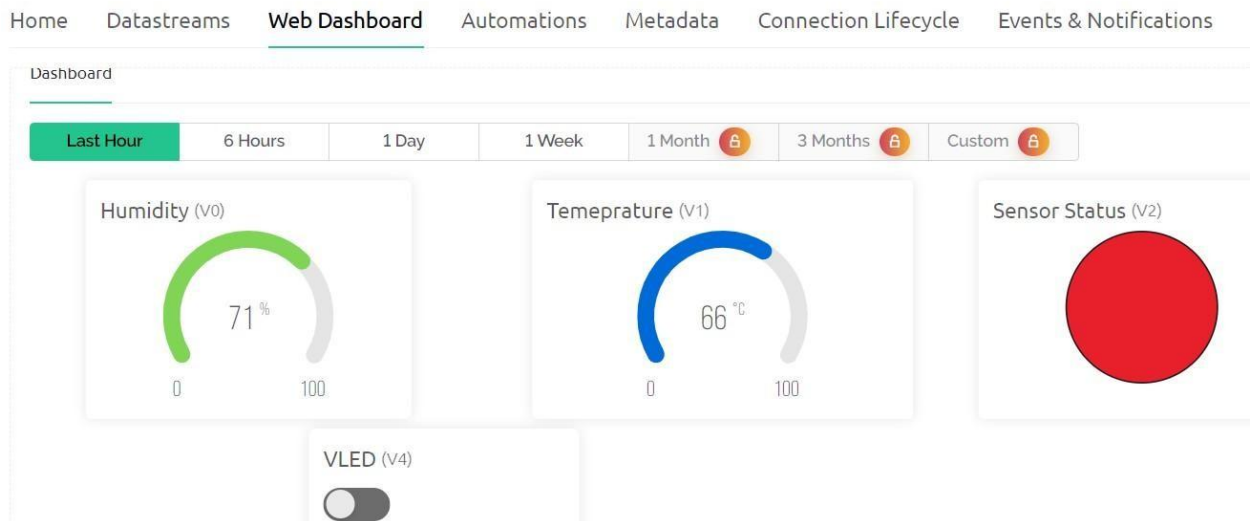 Home Datastreams Web Dashboard Automations Metadata Connection Lifecycle Events & Notifications
Dashboard
Last Hour 6 Hours 1 Day 1 Week 1 Month 3 Months Custom
Humidity (V0) Temeprature (V1) Sensor Status (V2)
71 % 66 °C
0 100 0 100
VLED (V4)